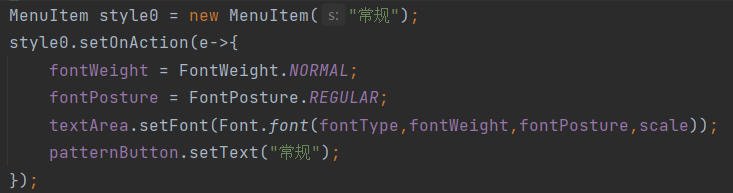 MenuItem style0 = new MenuItem( s: "常规");
style0.setOnAction(e->{
    fontWeight = FontWeight.NORMAL;
    fontPosture = FontPosture.REGULAR;
    textArea.setFont(Font.font(fontType,fontWeight,fontPosture,scale));
    patternButton.setText("常规");
});